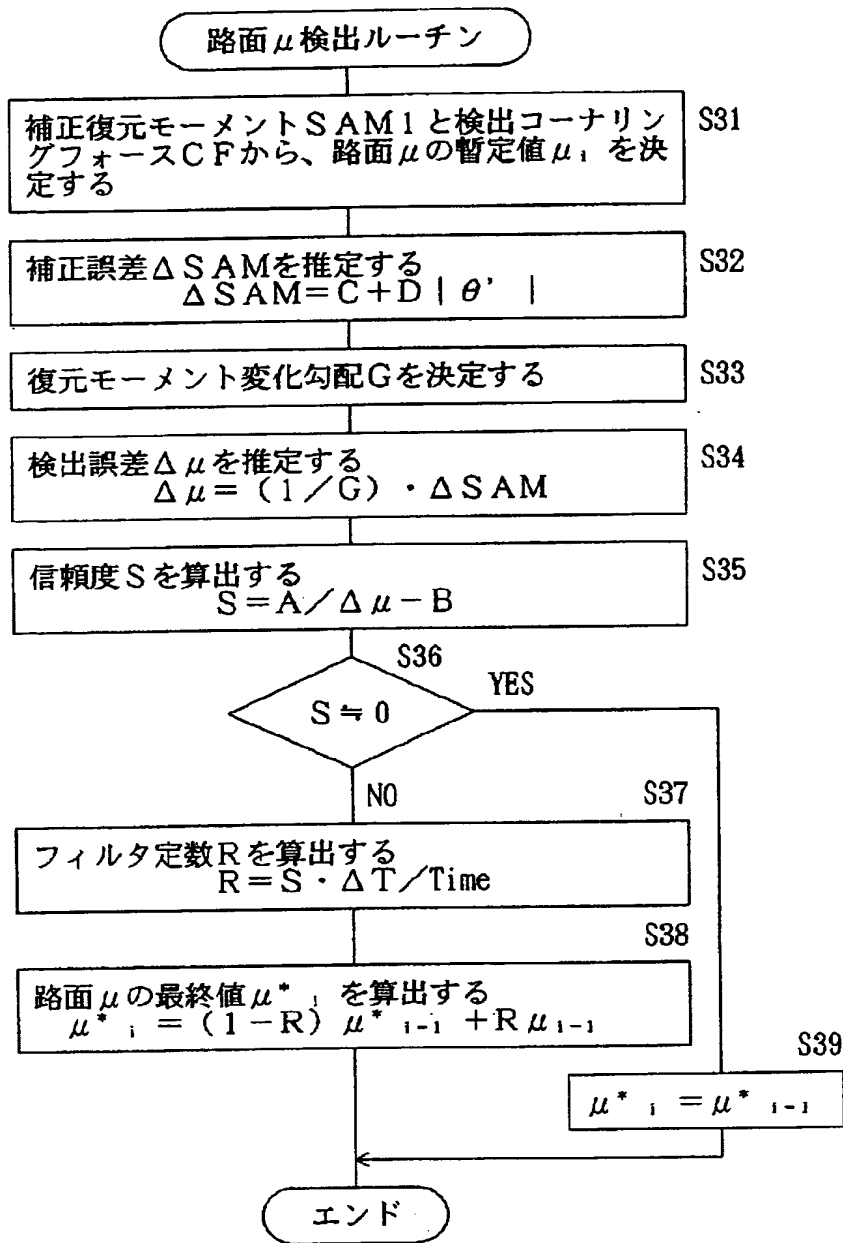 路面μ検出ルーチン
補正復元モーメントSAM1と検出コーナリン
グフォースCFから、路面μの暫定値μi を決
定する
S31
補正誤差ΔSAMを推定する
ΔSAM=C+D|θ'|
S32
復元モーメント変化勾配Gを決定する
S33
検出誤差Δμを推定する
Δμ=(1/G)・ΔSAM
S34
信頼度Sを算出する
S=A/Δμ-B
S35
S36
S≒0
YES
NO
S37
フィルタ定数Rを算出する
R=S・ΔT/Time
S38
路面μの最終値μ*i を算出する
μ*i=(1-R)μ*i-1+Rμi-1
S39
μ*i=μ*i-1
エンド